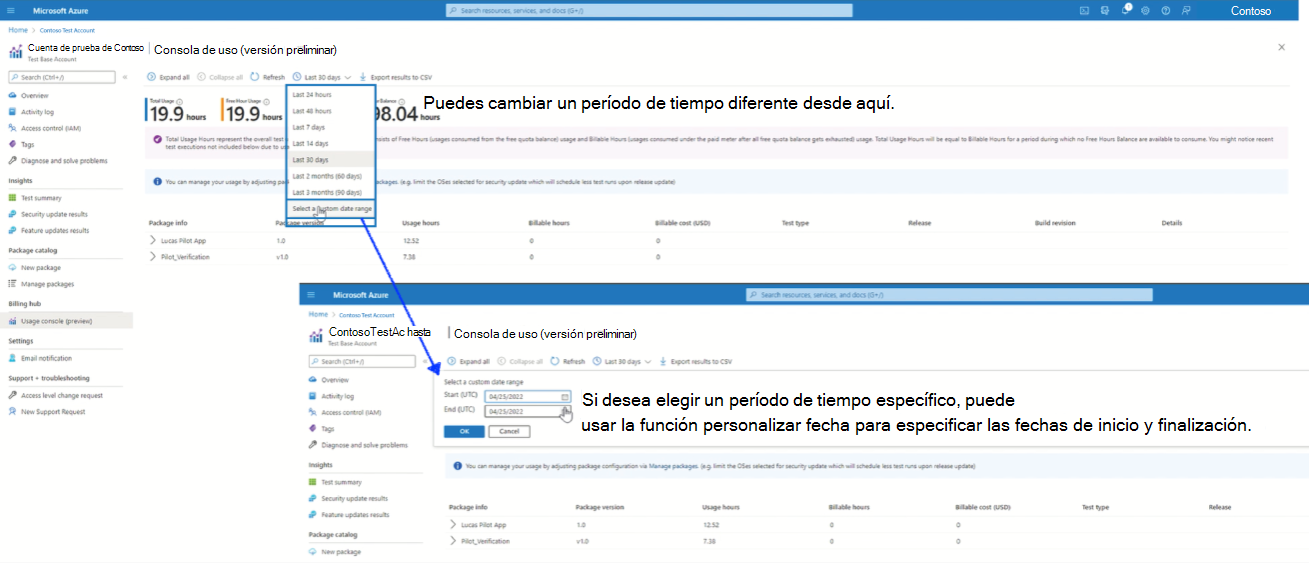 Microsoft Azure
Search resources, services, and docs (G+/)
Contoso
Home > Contoso Test Account
Cuenta de prueba de Contoso | Consola de uso (versión preliminar)
Test Base Account
Search (Ctrl+/)
Expand all
Collapse all
Refresh
Last 30 days
Export results to CSV
Overview
Activity log
Access control (IAM)
Tags
Diagnose and solve problems
Insights
Test summary
Security update results
Feature updates results
Package catalog
New package
Manage packages
Billing hub
Usage console (preview)
Settings
Email notification
Support + troubleshooting
Access level change request
New Support Request
Total Usage
19.9 hours
Free Hour Usage
19.9 hours
Balance
98.04 hours
Last 24 hours
Last 48 hours
Last 7 days
Last 14 days
Last 30 days
Last 2 months (60 days)
Last 3 months (90 days)
Select a custom date range
Puedes cambiar un período de tiempo diferente desde aquí.
Total Usage Hours represent the overall test sists of Free Hours (usages consumed from the free quota balance) usage and Billable Hours (usages consumed under the paid meter after all free quota balance gets exhausted) usage. Total Usage Hours will be equal to Billable Hours for a period during which no Free Hours Balance are available to consume. You might notice recent
test executions not included below due to
You can manage your usage by adjusting packages. (e.g. limit the OSes selected for security update which will schedule less test runs upon release update)
Package info Package version Usage hours Billable hours Billable cost (USD) Test type Release Build revision Details
Lucas Pilot App 1.0 12.52 0 0
Pilot_Verification v1.0 7.38 0 0
Microsoft Azure
Search resources, services, and docs (G+/)
Home > Contoso Test Account
ContosoTestAc hasta | Consola de uso (versión preliminar)
Test Base Account
Search (Ctrl+/)
Expand all
Collapse all
Refresh
Last 30 days
Export results to CSV
Overview
Activity log
Access control (IAM)
Tags
Diagnose and solve problems
Insights
Test summary
Security update results
Feature updates results
Package catalog
New package
Select a custom date range
Start (UTC) 04/25/2022
End (UTC) 04/25/2022
OK Cancel
Si desea elegir un período de tiempo específico, puede
usar la función personalizar fecha para especificar las fechas de inicio y finalización.
You can manage your usage by adjusting package configuration via Manage packages. (e.g. limit the OSes selected for security update which will schedule less test runs upon release update)
Package info Package version Usage hours Billable hours Billable cost (USD) Test type Release
Lucas Pilot App 1.0 12.52 0 0
Pilot_Verification v1.0 7.38 0 0